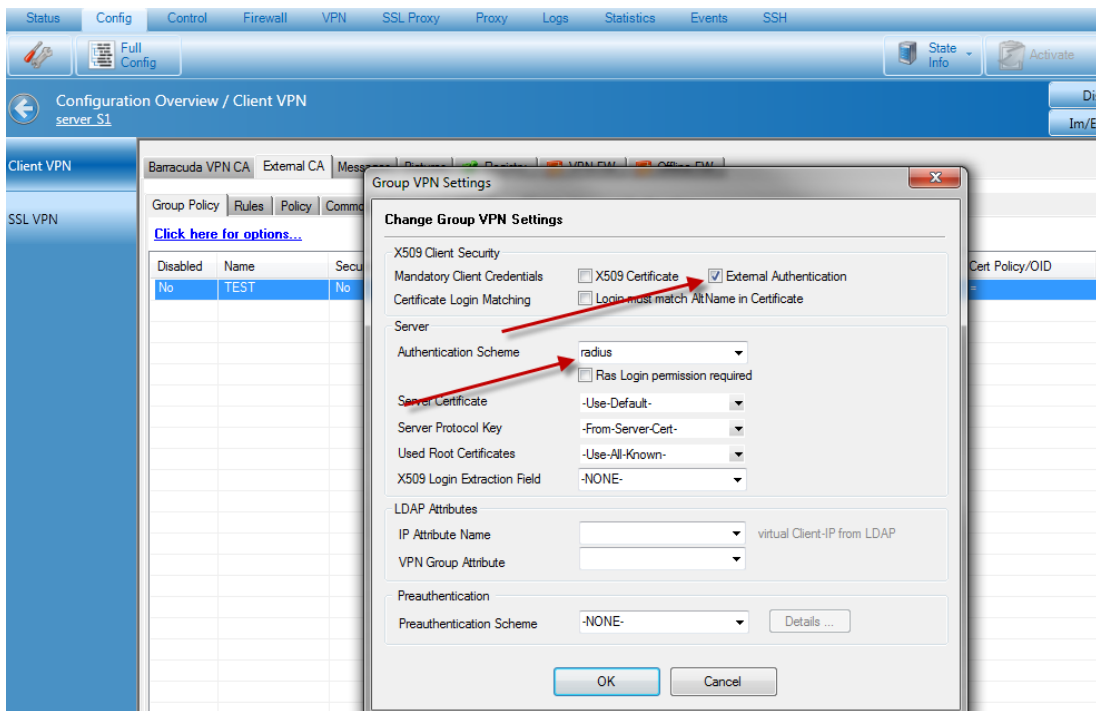 Status Config Control Firewall VPN SSL Proxy Proxy Logs Statistics Events SSH
Full Config
State Info
Activate
Configuration Overview / Client VPN
server S1
Di
Im/E
Client VPN
SSL VPN
Barracuda VPN CA External CA
Group Policy Rules Policy
Click here for options...
Disabled Name Cert Policy/OID
No TEST No =
Group VPN Settings
Change Group VPN Settings
X509 Client Security
Mandatory Client Credentials X509 Certificate External Authentication
Certificate Login Matching Login must match AltName in Certificate
Server
Authentication Scheme radius
Ras Login permission required
Server Certificate -Use-Default-
Server Protocol Key -From-Server-Cert-
Used Root Certificates -Use-All-Known-
X509 Login Extraction Field -NONE-
LDAP Attributes
IP Attribute Name virtual Client-IP from LDAP
VPN Group Attribute
Preauthentication
Preauthentication Scheme -NONE- Details ...
OK Cancel